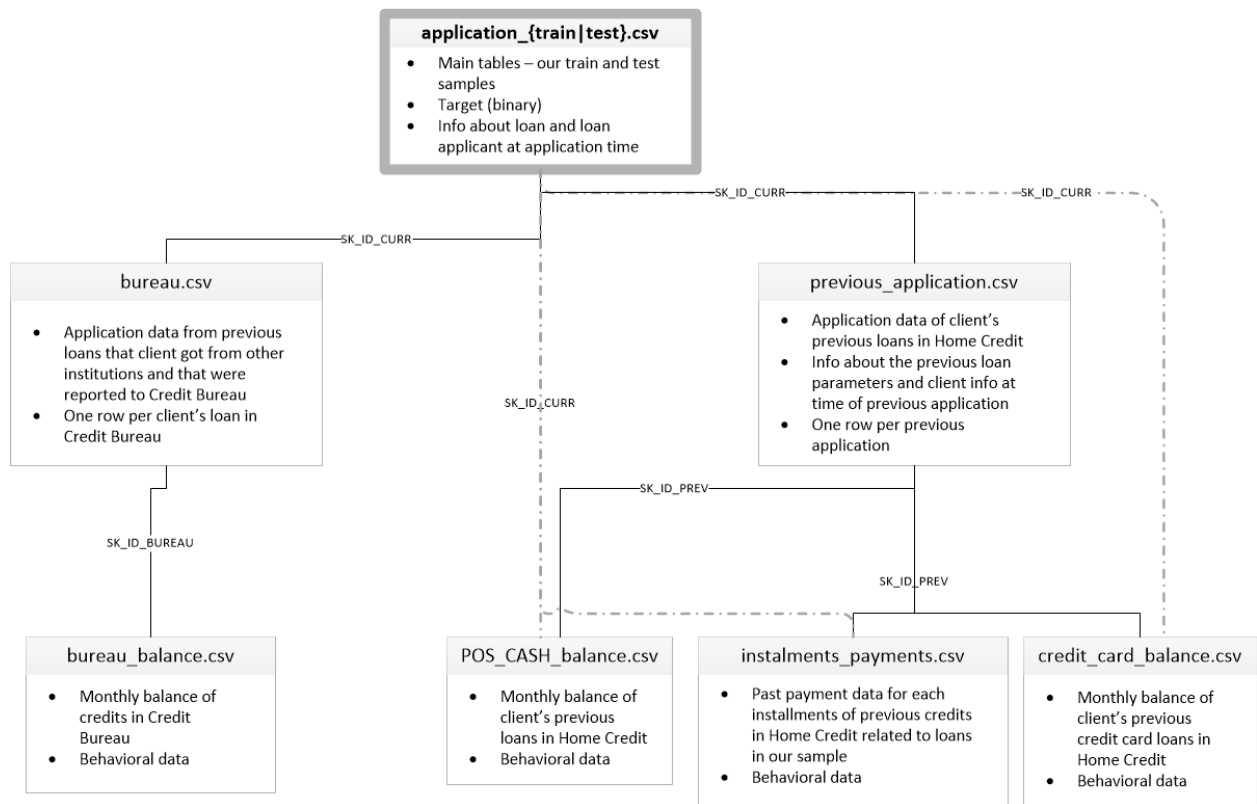 application_{train|test}.csv
• Main tables – our train and test
samples
• Target (binary)
• Info about loan and loan
applicant at application time
SK_ID_CURR
SK_ID_CURR
SK_ID_CURR
bureau.csv
• Application data from previous
loans that client got from other
institutions and that were
reported to Credit Bureau
• One row per client’s loan in
Credit Bureau
SK_ID_CURR
previous_application.csv
• Application data of client’s
previous loans in Home Credit
• Info about the previous loan
parameters and client info at
time of previous application
• One row per previous
application
SK_ID_PREV
SK_ID_BUREAU
SK_ID_PREV
bureau_balance.csv
• Monthly balance of
credits in Credit
Bureau
• Behavioral data
POS_CASH_balance.csv
• Monthly balance of
client’s previous
loans in Home Credit
• Behavioral data
instalments_payments.csv
• Past payment data for each
installments of previous credits
in Home Credit related to loans
in our sample
• Behavioral data
credit_card_balance.csv
• Monthly balance of
client’s previous
credit card loans in
Home Credit
• Behavioral data